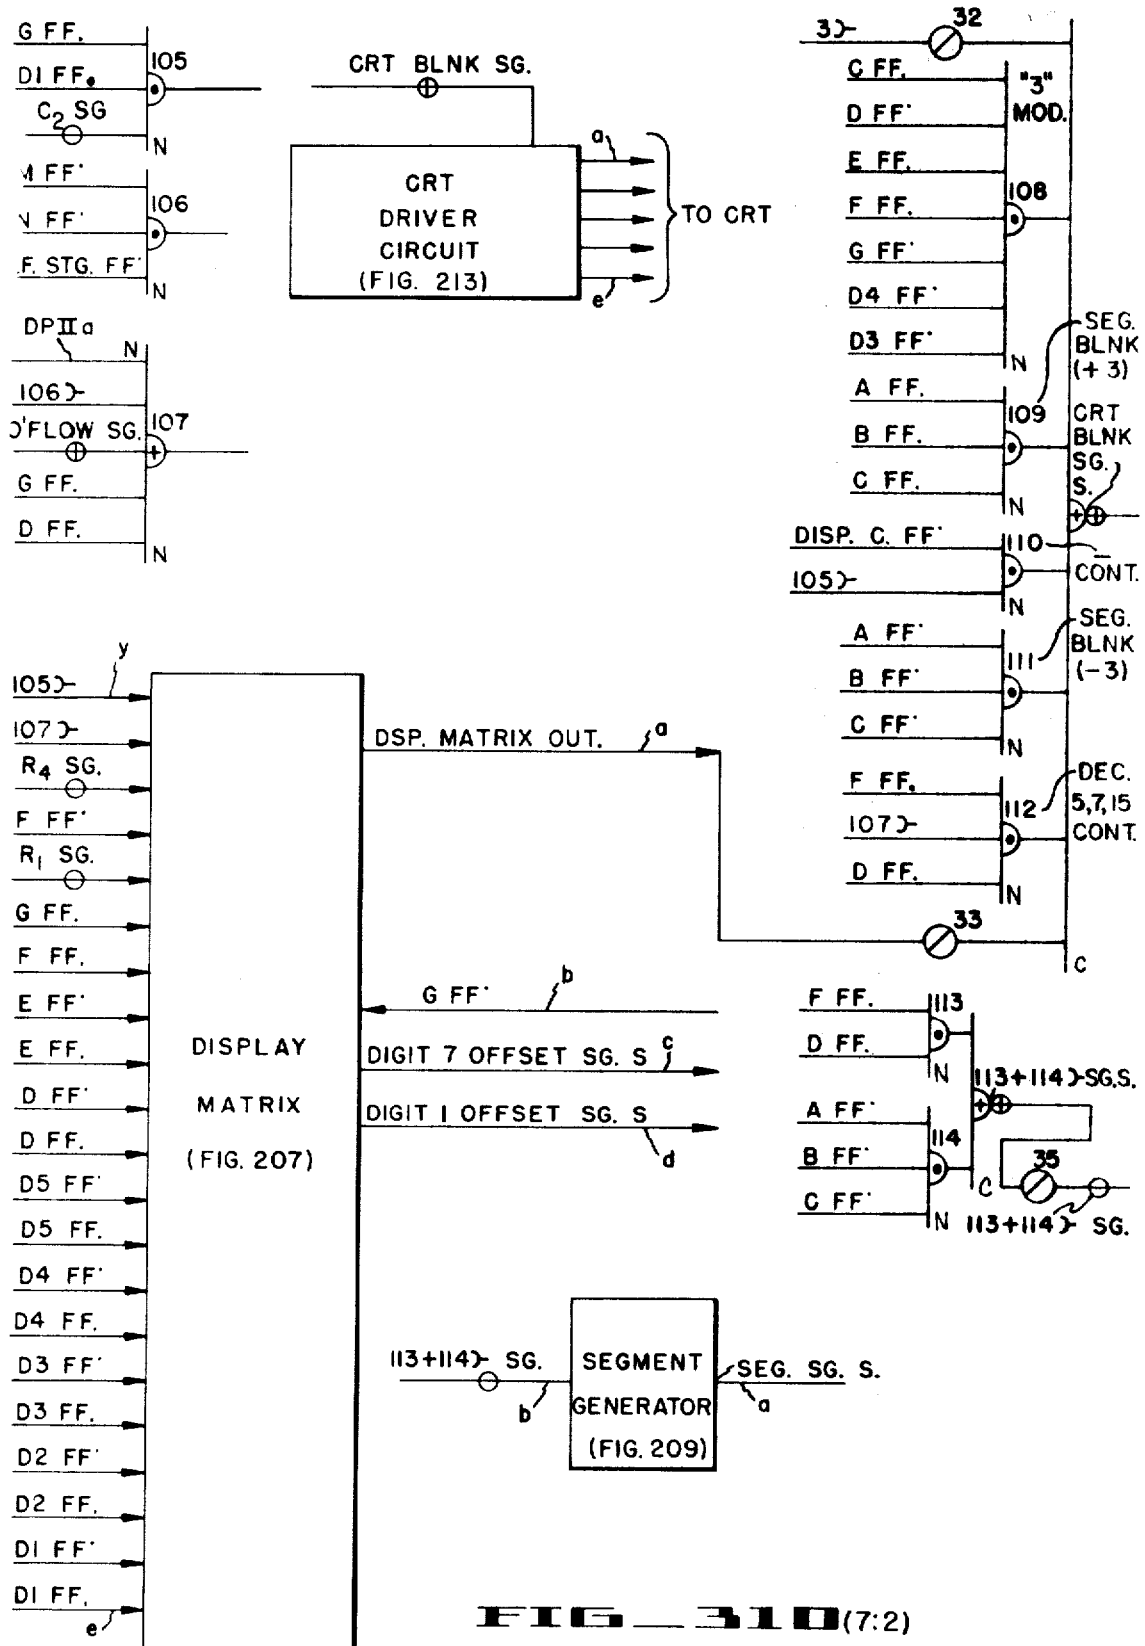 G FF.
D1 FF.
105
C2 SG
N
M FF'
N FF'
106
F. STG. FF'
N
CRT BLNK SG.
CRT
DRIVER
CIRCUIT
(FIG. 213)
a
e
TO CRT
DPIIa
N
106)-
O'FLOW SG.
107
G FF.
D FF.
N
3)-
32
C FF.
"3"
MOD.
D FF'
E FF.
F FF.
108
G FF'
D4 FF'
D3 FF'
N
SEG.
BLNK
(+3)
A FF.
109
B FF.
C FF.
N
CRT
BLNK
SG.
S.
DISP. C. FF'
110
105)-
N
CONT.
A FF'
111
B FF'
C FF'
N
SEG.
BLNK
(-3)
F FF.
112
107)-
D FF.
N
DEC.
5,7,15
CONT.
33
C
y
105)-
107)-
R4 SG.
F FF'
R1 SG.
G FF.
F FF.
E FF'
E FF.
D FF'
D FF.
D5 FF'
D5 FF.
D4 FF'
D4 FF.
D3 FF'
D3 FF.
D2 FF'
D2 FF.
D1 FF'
D1 FF.
e
DISPLAY
MATRIX
(FIG. 207)
DSP. MATRIX OUT.
a
G FF'
b
DIGIT 7 OFFSET SG. S
c
DIGIT 1 OFFSET SG. S
d
F FF.
113
D FF.
N
A FF'
114
B FF'
C FF'
N
C
113+114)-SG.S.
35
113+114)- SG.
113+114)- SG.
b
SEGMENT
GENERATOR
(FIG. 209)
SEG. SG. S.
a
FIG_310(7:2)